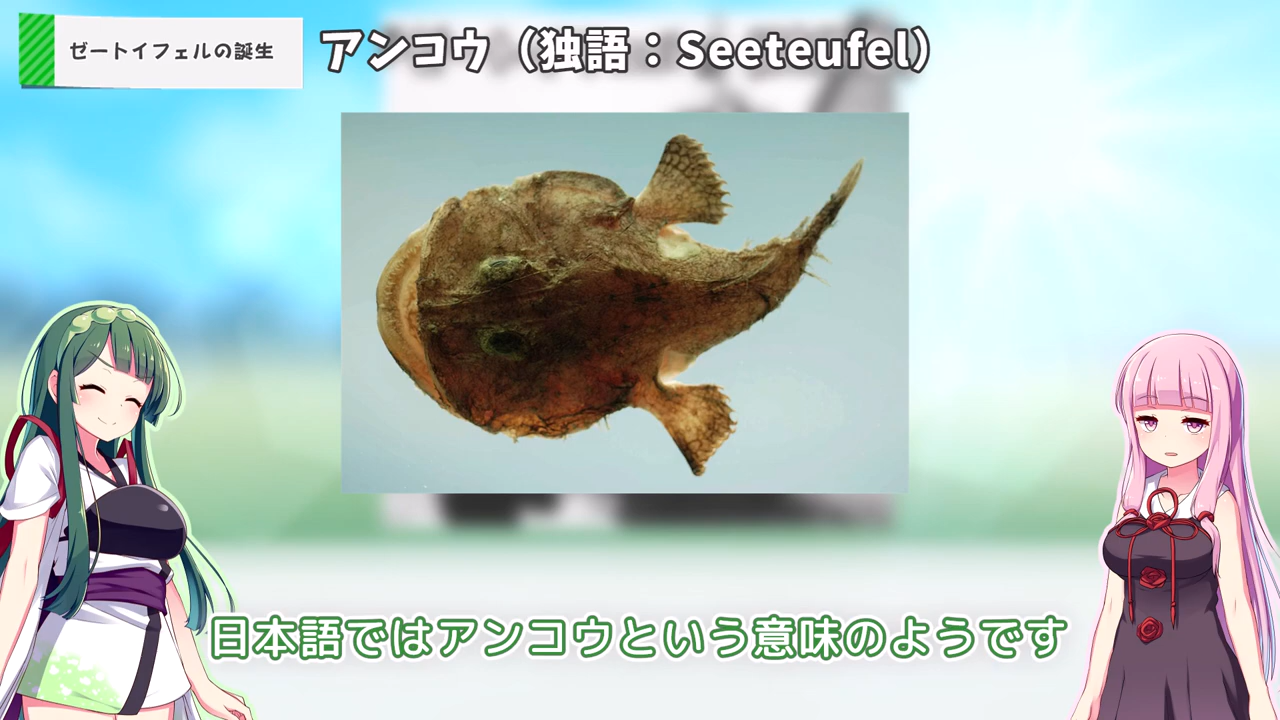 ゼートイフェルの誕生
アンコウ（独語：Seeteufel）
日本語ではアンコウという意味のようです